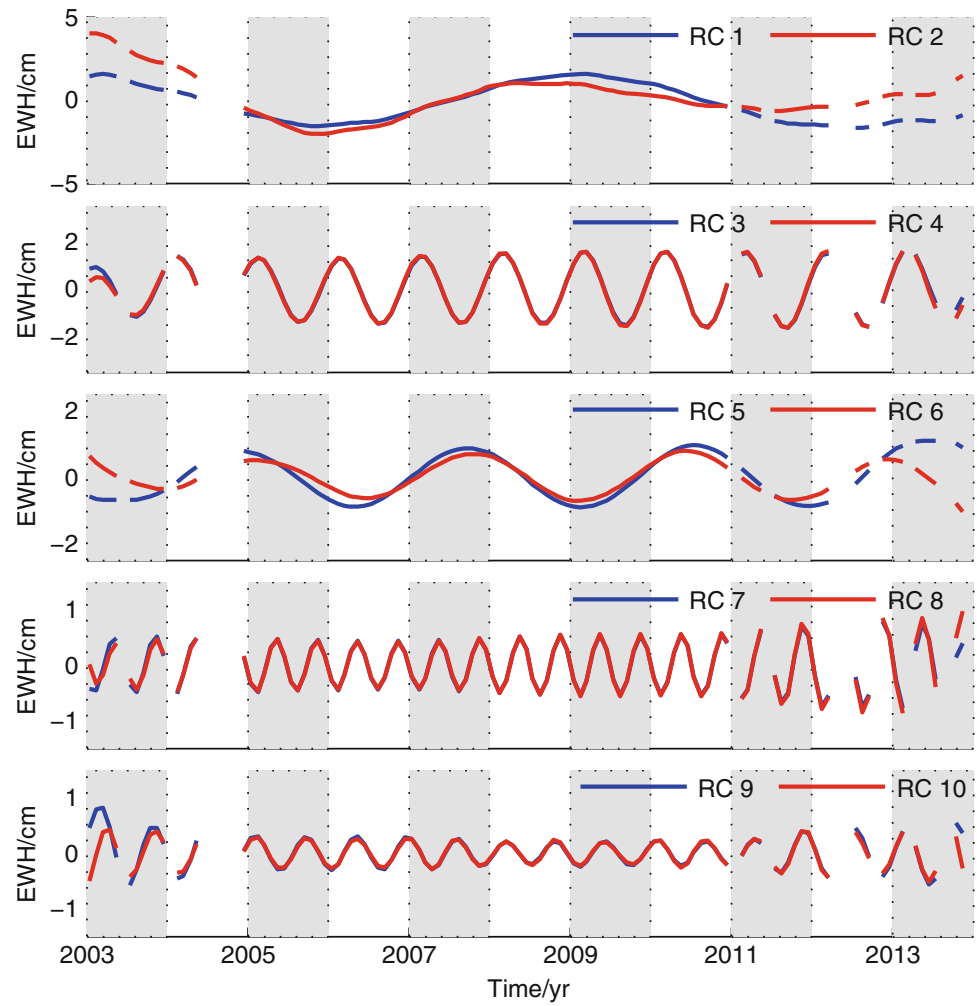 5
0
−5
EWH/cm
RC 1
RC 2
2
0
−2
EWH/cm
RC 3
RC 4
2
0
−2
EWH/cm
RC 5
RC 6
1
0
−1
EWH/cm
RC 7
RC 8
1
0
−1
EWH/cm
RC 9
RC 10
2003
2005
2007
2009
2011
2013
Time/yr